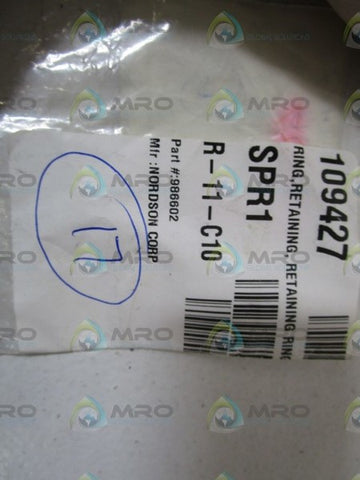 109427
RING,RETAINING, RETAINING RING
SPR1
R-11-C10
Part #:986602
Mfr :NORDSON CORP
17
MRO